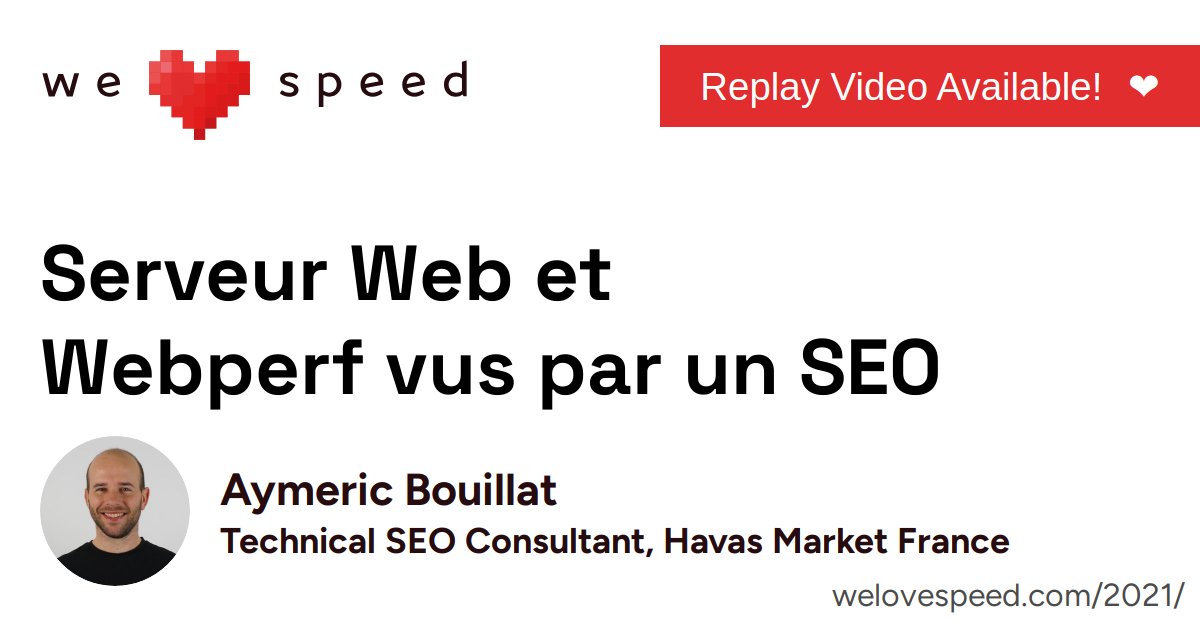 we ❤ speed
Replay Video Available! ❤
Serveur Web et
Webperf vus par un SEO
Aymeric Bouillat
Technical SEO Consultant, Havas Market France
welovespeed.com/2021/